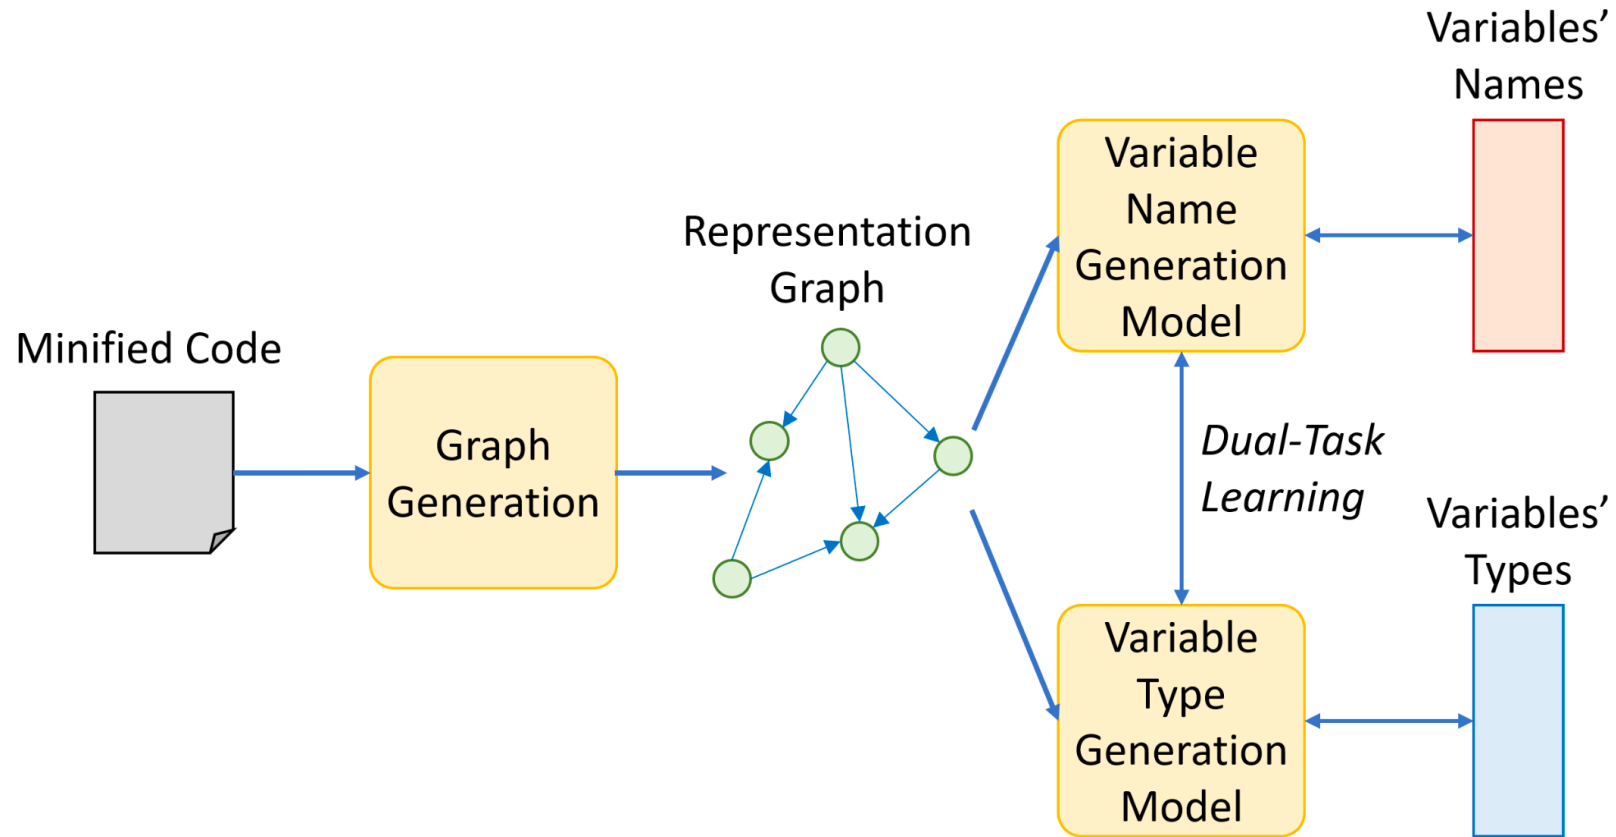 Minified Code
Graph
Generation
Representation
Graph
Variable
Name
Generation
Model
Variables’
Names
Dual-Task
Learning
Variable
Type
Generation
Model
Variables’
Types